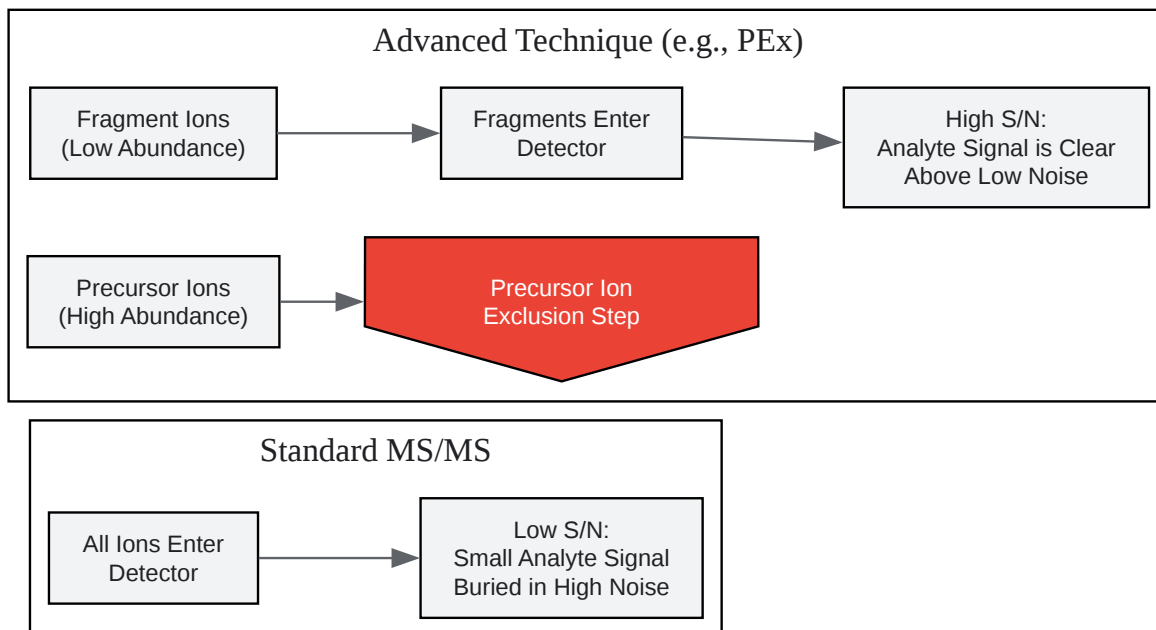 Advanced Technique (e.g., PEx)
Fragment Ions
(Low Abundance)
Fragments Enter
Detector
High S/N:
Analyte Signal is Clear
Above Low Noise
Precursor Ions
(High Abundance)
Precursor Ion
Exclusion Step
Standard MS/MS
All Ions Enter
Detector
Low S/N:
Small Analyte Signal
Buried in High Noise